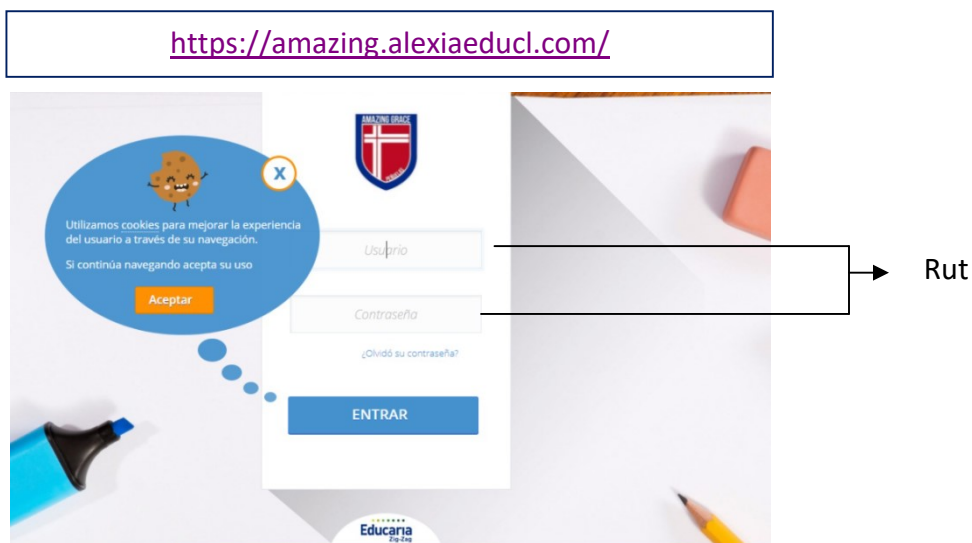 https://amazing.alexiaeducl.com/
AMAZING GRACE
Utilizamos cookies para mejorar la experiencia
del usuario a través de su navegación.
Si continúa navegando acepta su uso
Aceptar
X
Usuario
Contraseña
¿Olvidó su contraseña?
ENTRAR
Rut
Educaria
Zig-Zag